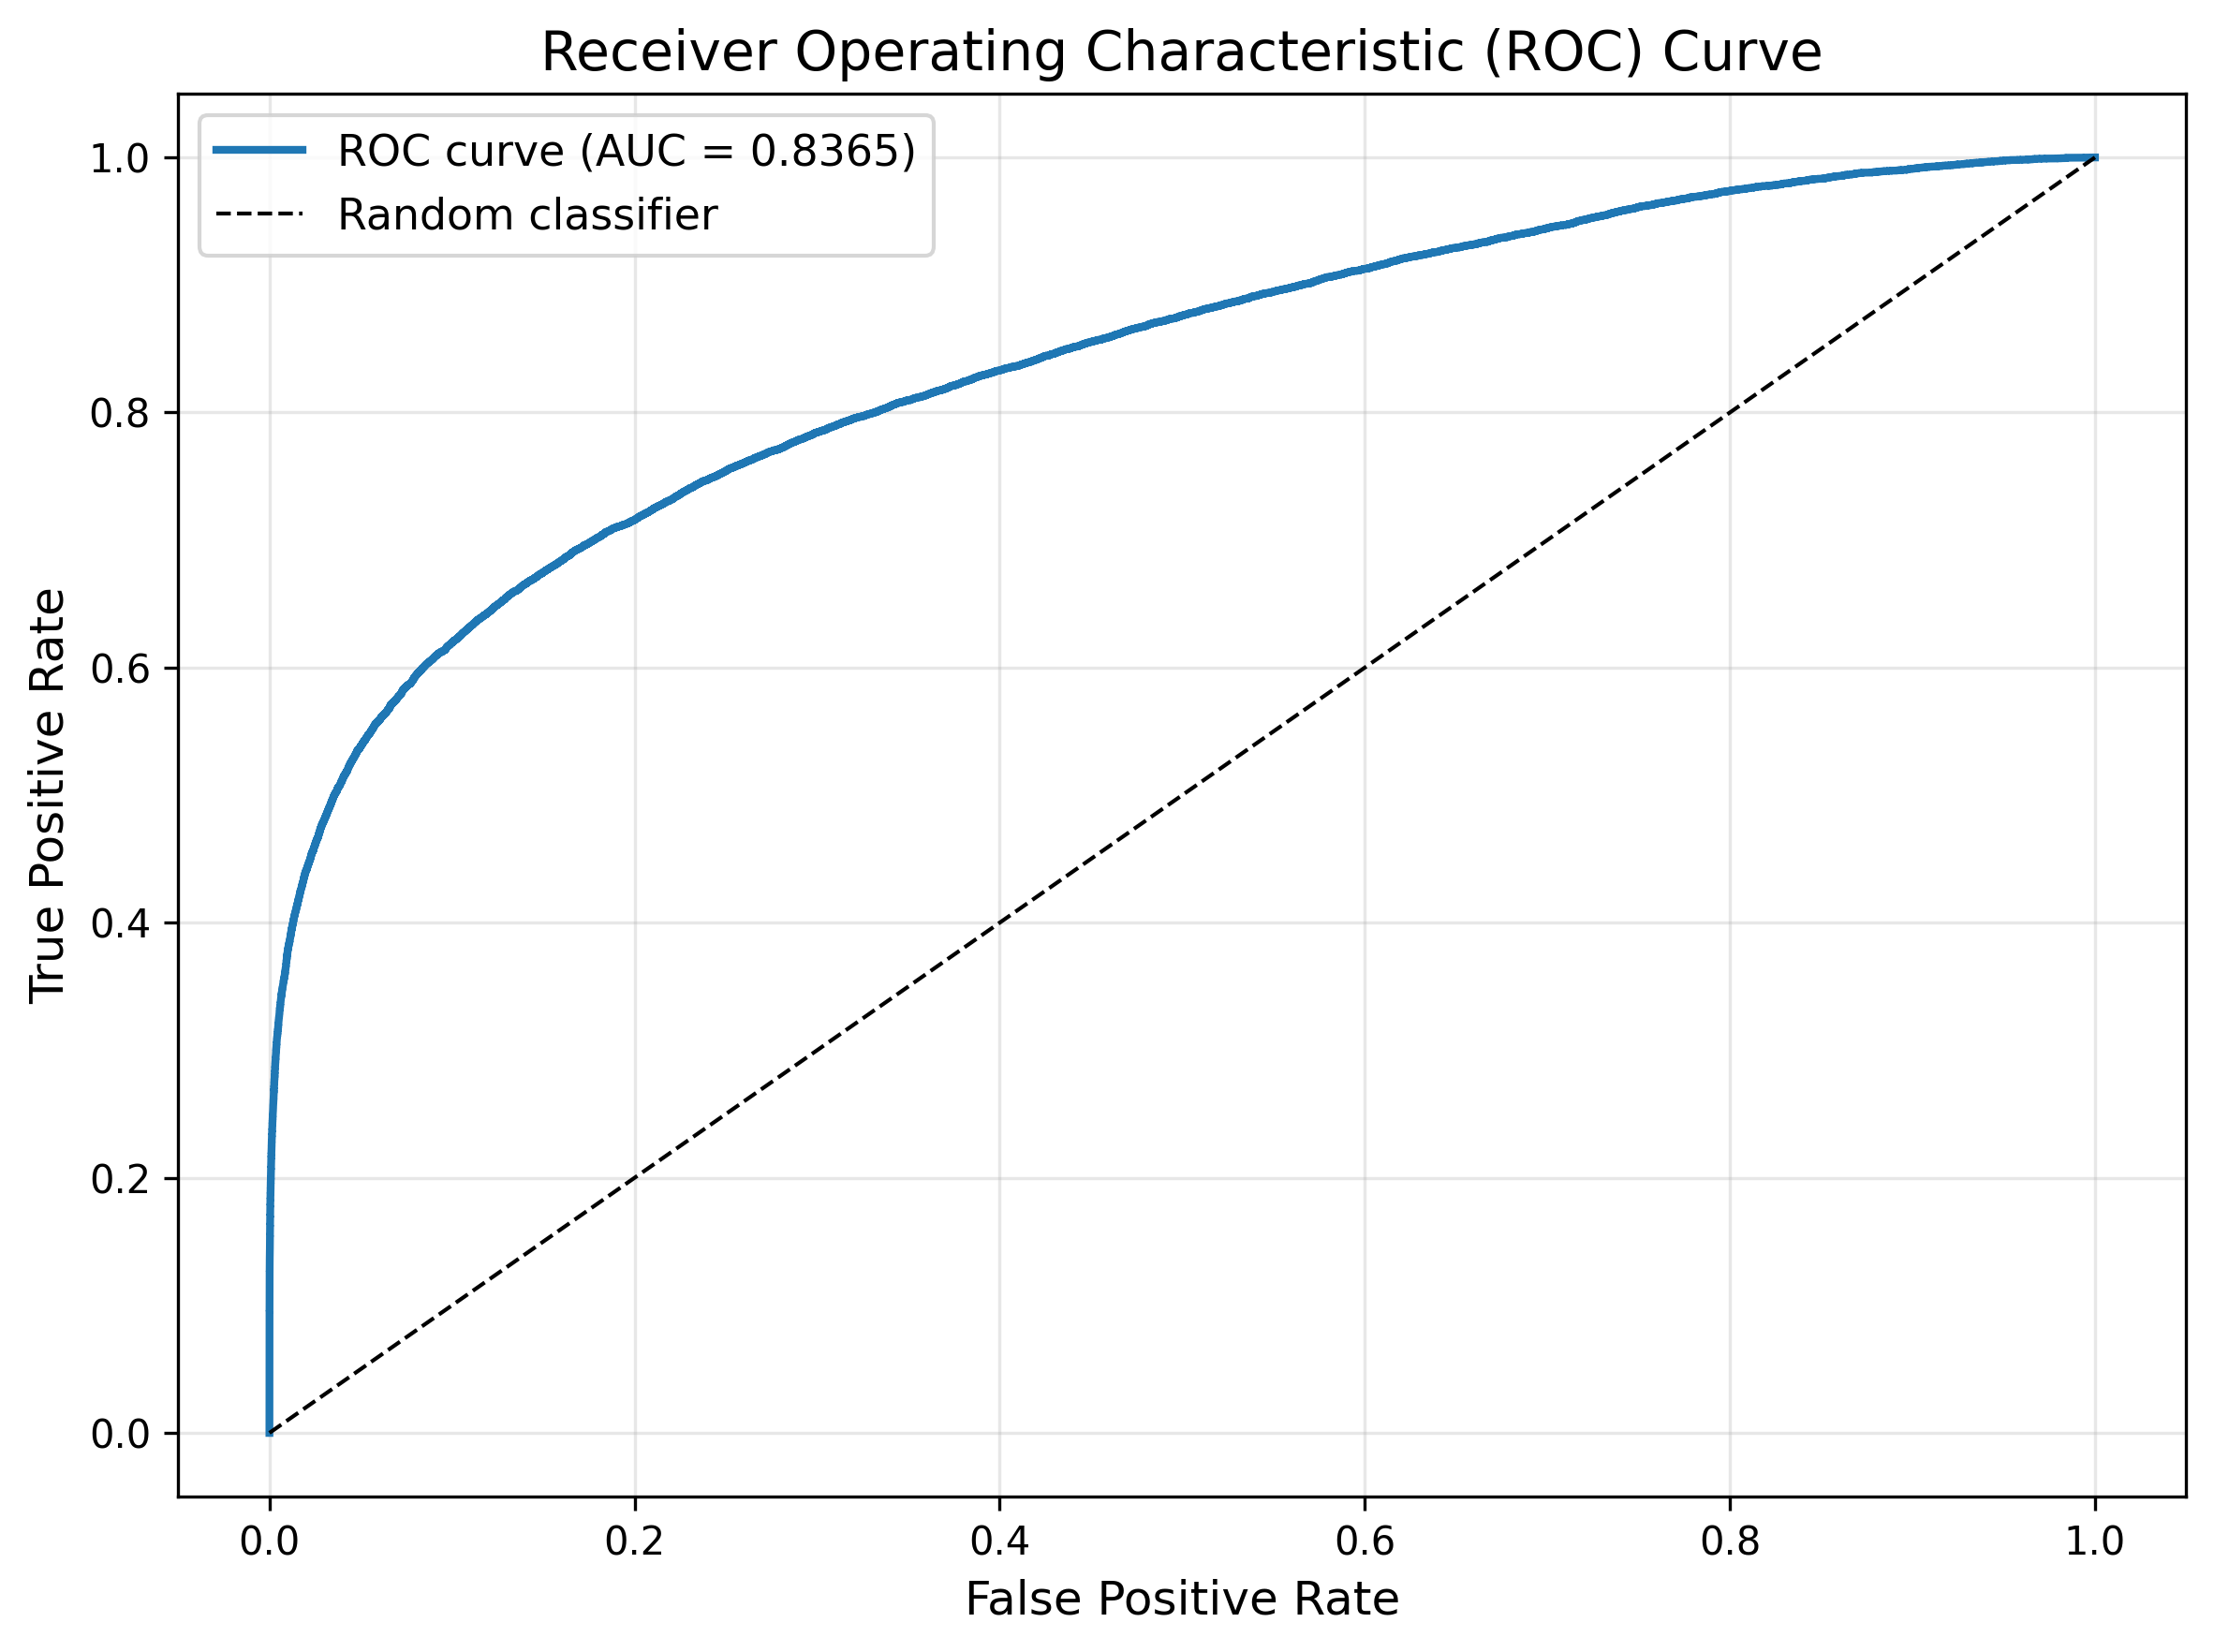 Receiver Operating Characteristic (ROC) Curve
ROC curve (AUC = 0.8365)
Random classifier
1.0
0.8
0.6
0.4
0.2
0.0
True Positive Rate
0.0 0.2 0.4 0.6 0.8 1.0
False Positive Rate